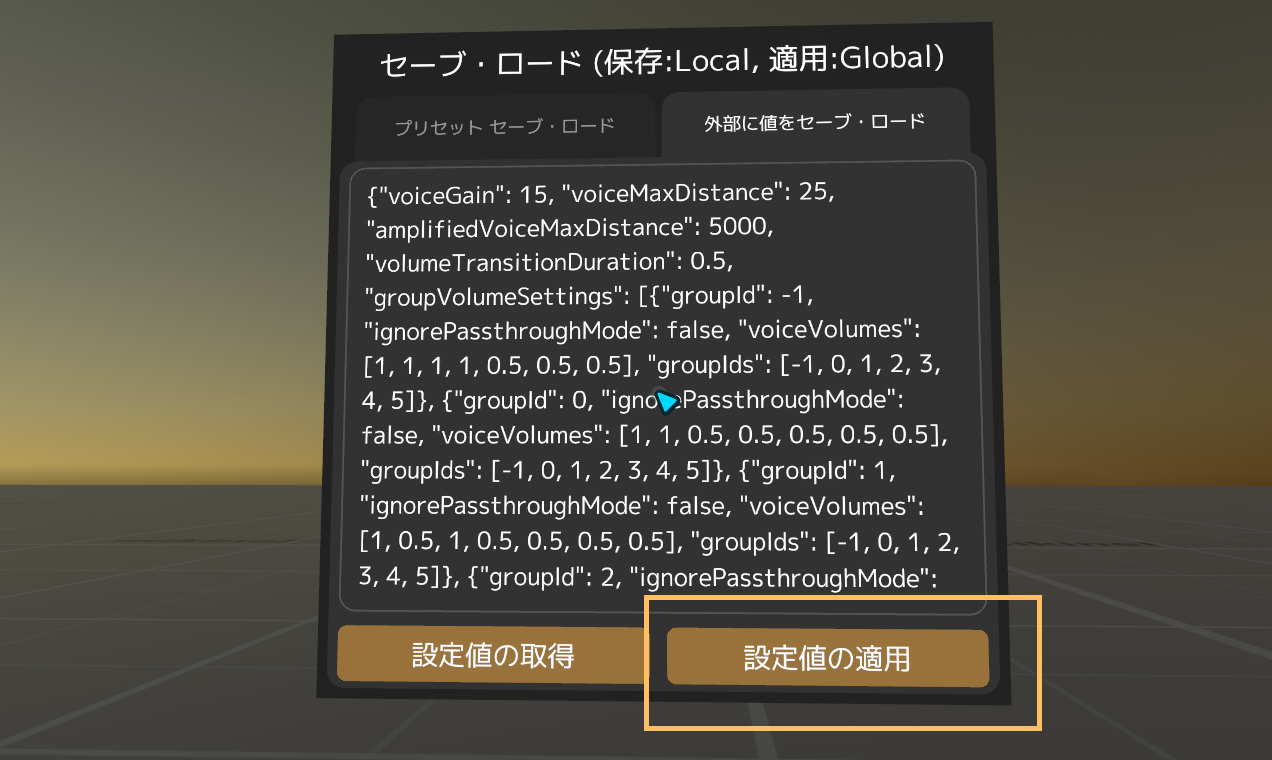 セーブ・ロード (保存:Local, 適用:Global)
プリセット セーブ・ロード
外部に値をセーブ・ロード
{"voiceGain": 15, "voiceMaxDistance": 25,
"amplifiedVoiceMaxDistance": 5000,
"volumeTransitionDuration": 0.5,
"groupVolumeSettings": [{"groupId": -1,
"ignorePassthroughMode": false, "voiceVolumes":
[1, 1, 1, 1, 0.5, 0.5, 0.5], "groupIds": [-1, 0, 1, 2, 3,
4, 5]}, {"groupId": 0, "ignorePassthroughMode":
false, "voiceVolumes": [1, 1, 0.5, 0.5, 0.5, 0.5, 0.5],
"groupIds": [-1, 0, 1, 2, 3, 4, 5]}, {"groupId": 1,
"ignorePassthroughMode": false, "voiceVolumes":
[1, 0.5, 1, 0.5, 0.5, 0.5, 0.5], "groupIds": [-1, 0, 1, 2,
3, 4, 5]}, {"groupId": 2, "ignorePassthroughMode":
設定値の取得
設定値の適用